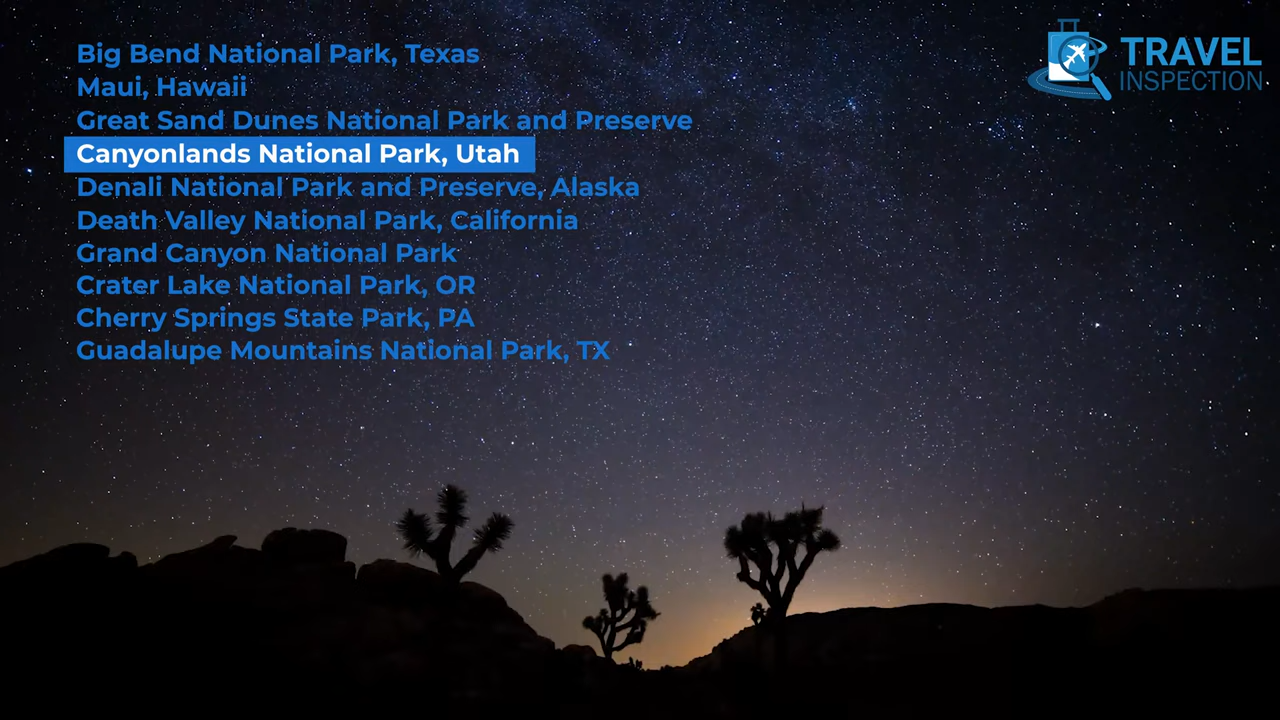 Big Bend National Park, Texas
Maui, Hawaii
Great Sand Dunes National Park and Preserve
Canyonlands National Park, Utah
Denali National Park and Preserve, Alaska
Death Valley National Park, California
Grand Canyon National Park
Crater Lake National Park, OR
Cherry Springs State Park, PA
Guadalupe Mountains National Park, TX
TRAVEL
INSPECTION